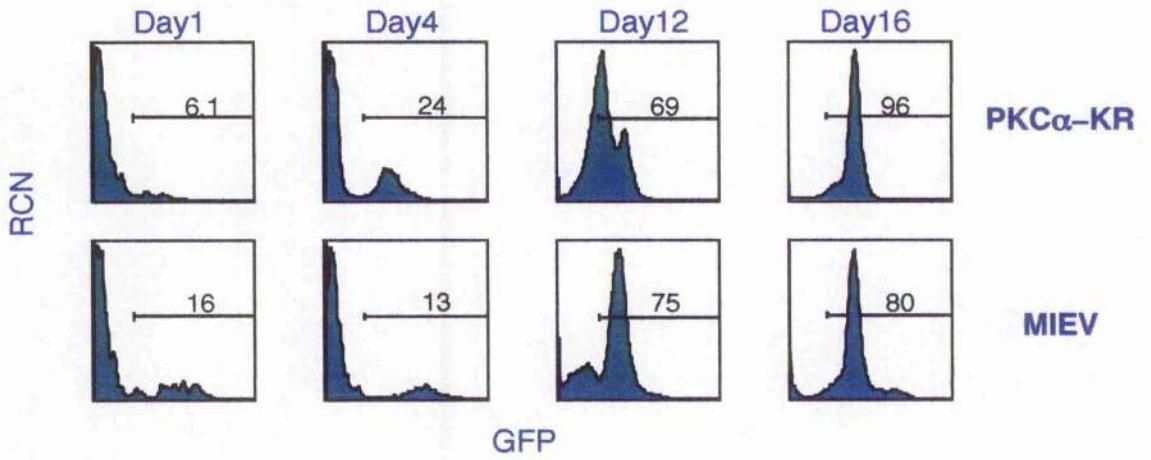 Day1 Day4 Day12 Day16
6.1 24 69 96 PKCα–KR
RCN
16 13 75 80 MIEV
GFP